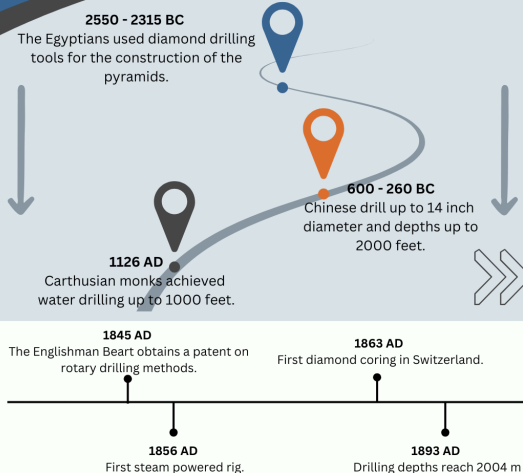 2550 - 2315 BC
The Egyptians used diamond drilling
tools for the construction of the
pyramids.
600 - 260 BC
Chinese drill up to 14 inch
diameter and depths up to
2000 feet.
1126 AD
Carthusian monks achieved
water drilling up to 1000 feet.
1845 AD
The Englishman Beart obtains a patent on
rotary drilling methods.
1863 AD
First diamond coring in Switzerland.
1856 AD
First steam powered rig.
1893 AD
Drilling depths reach 2004 m